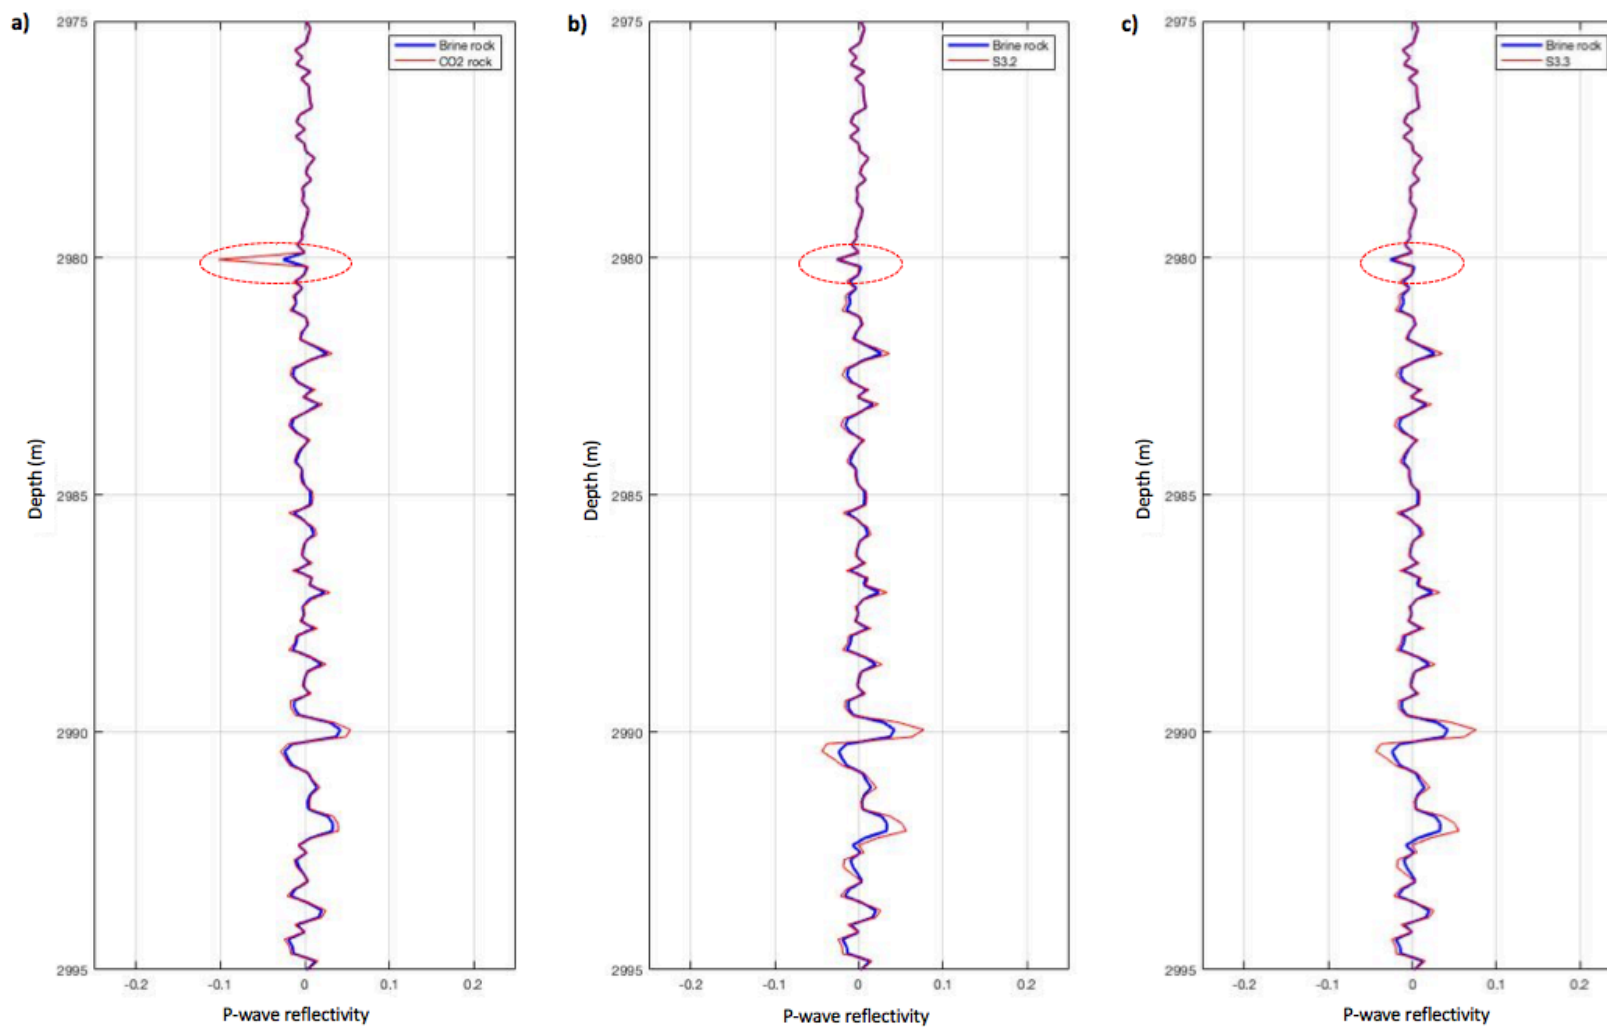 a)
2975
Brine rock
CO2 rock
2980
2985
2990
2995
Depth (m)
-0.2
-0.1
0
0.1
0.2
P-wave reflectivity
b)
2975
Brine rock
S3.2
2980
2985
2990
2995
Depth (m)
-0.2
-0.1
0
0.1
0.2
P-wave reflectivity
c)
2975
Brine rock
S3.3
2980
2985
2990
2995
Depth (m)
-0.2
-0.1
0
0.1
0.2
P-wave reflectivity